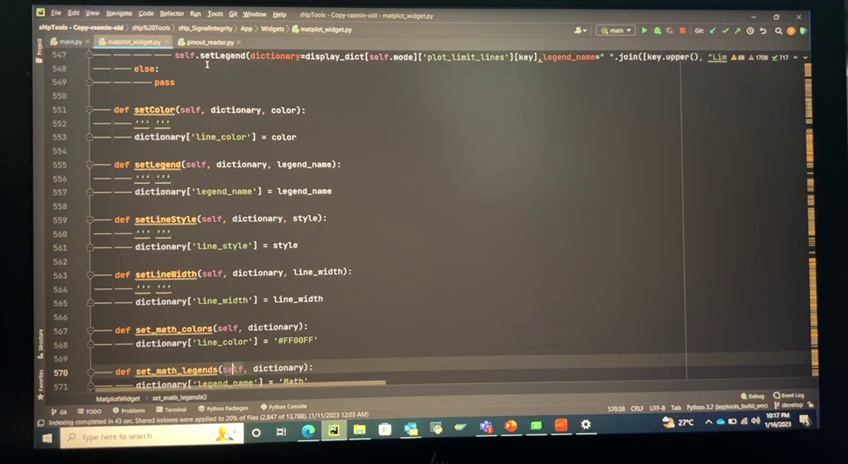 File Edit View Navigate Code Refactor Run Tools Git Window Help sNpTools - Copy-rasmin-old - matplot_widget.py
sNpTools - Copy-rasmin-old sNp%20Tools sNp_SignalIntegrity App Widgets matplot_widget.py main Git:
main.py matplot_widget.py pinout_reader.py
Project
547 self.setLegend(dictionary=display_dict[self.mode]['plot_limit_lines'][key],legend_name=" ".join([key.upper(), "Lim 88 1708 717
548 else:
549 pass
550
551 def setColor(self, dictionary, color):
552 ''' '''
553 dictionary['line_color'] = color
554
555 def setLegend(self, dictionary, legend_name):
556 ''' '''
557 dictionary['legend_name'] = legend_name
558
559 def setLineStyle(self, dictionary, style):
560 ''' '''
561 dictionary['line_style'] = style
562
563 def setLineWidth(self, dictionary, line_width):
564 ''' '''
565 dictionary['line_width'] = line_width
566
567 def set_math_colors(self, dictionary):
568 dictionary['line_color'] = '#FF00FF'
569
570 def set_math_legends(self, dictionary):
571 dictionary['legend_name'] = 'Math'
Structure
Favorites
MatplotWidget set_math_legends()
Git TODO Problems Terminal Python Packages Python Console Debug Event Log
Indexing completed in 43 sec. Shared indexes were applied to 20% of files (2,847 of 13,788). (1/11/2023 12:03 AM) 570:28 CRLF UTF-8 Tab Python 3.7 develop
Type here to search 27°C 10:17 PM
1/16/2023